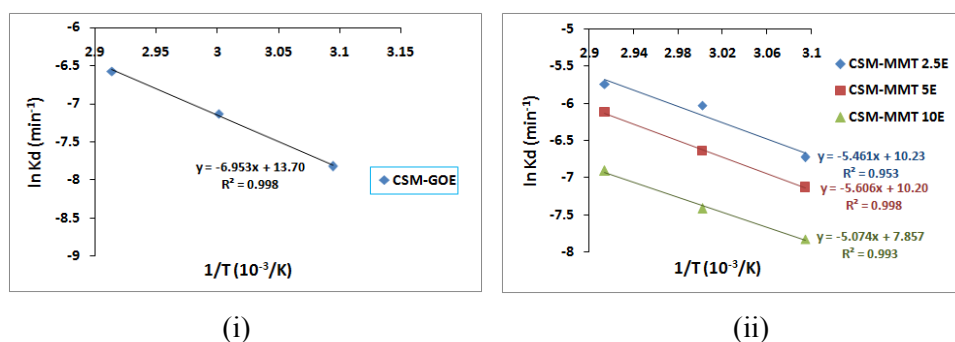 -6
2.9 2.95 3 3.05 3.1 3.15
-6.5
-7
-7.5
-8
-8.5
-9
ln Kd (min⁻¹)
y = -6.953x + 13.70
R² = 0.998
CSM-GOE
1/T (10⁻³/K)
(i)
-5
2.9 2.94 2.98 3.02 3.06 3.1
-5.5
-6
-6.5
-7
-7.5
-8
ln Kd (min⁻¹)
CSM-MMT 2.5E
CSM-MMT 5E
CSM-MMT 10E
y = -5.461x + 10.23
R² = 0.953
y = -5.606x + 10.20
R² = 0.998
y = -5.074x + 7.857
R² = 0.993
1/T (10⁻³/K)
(ii)